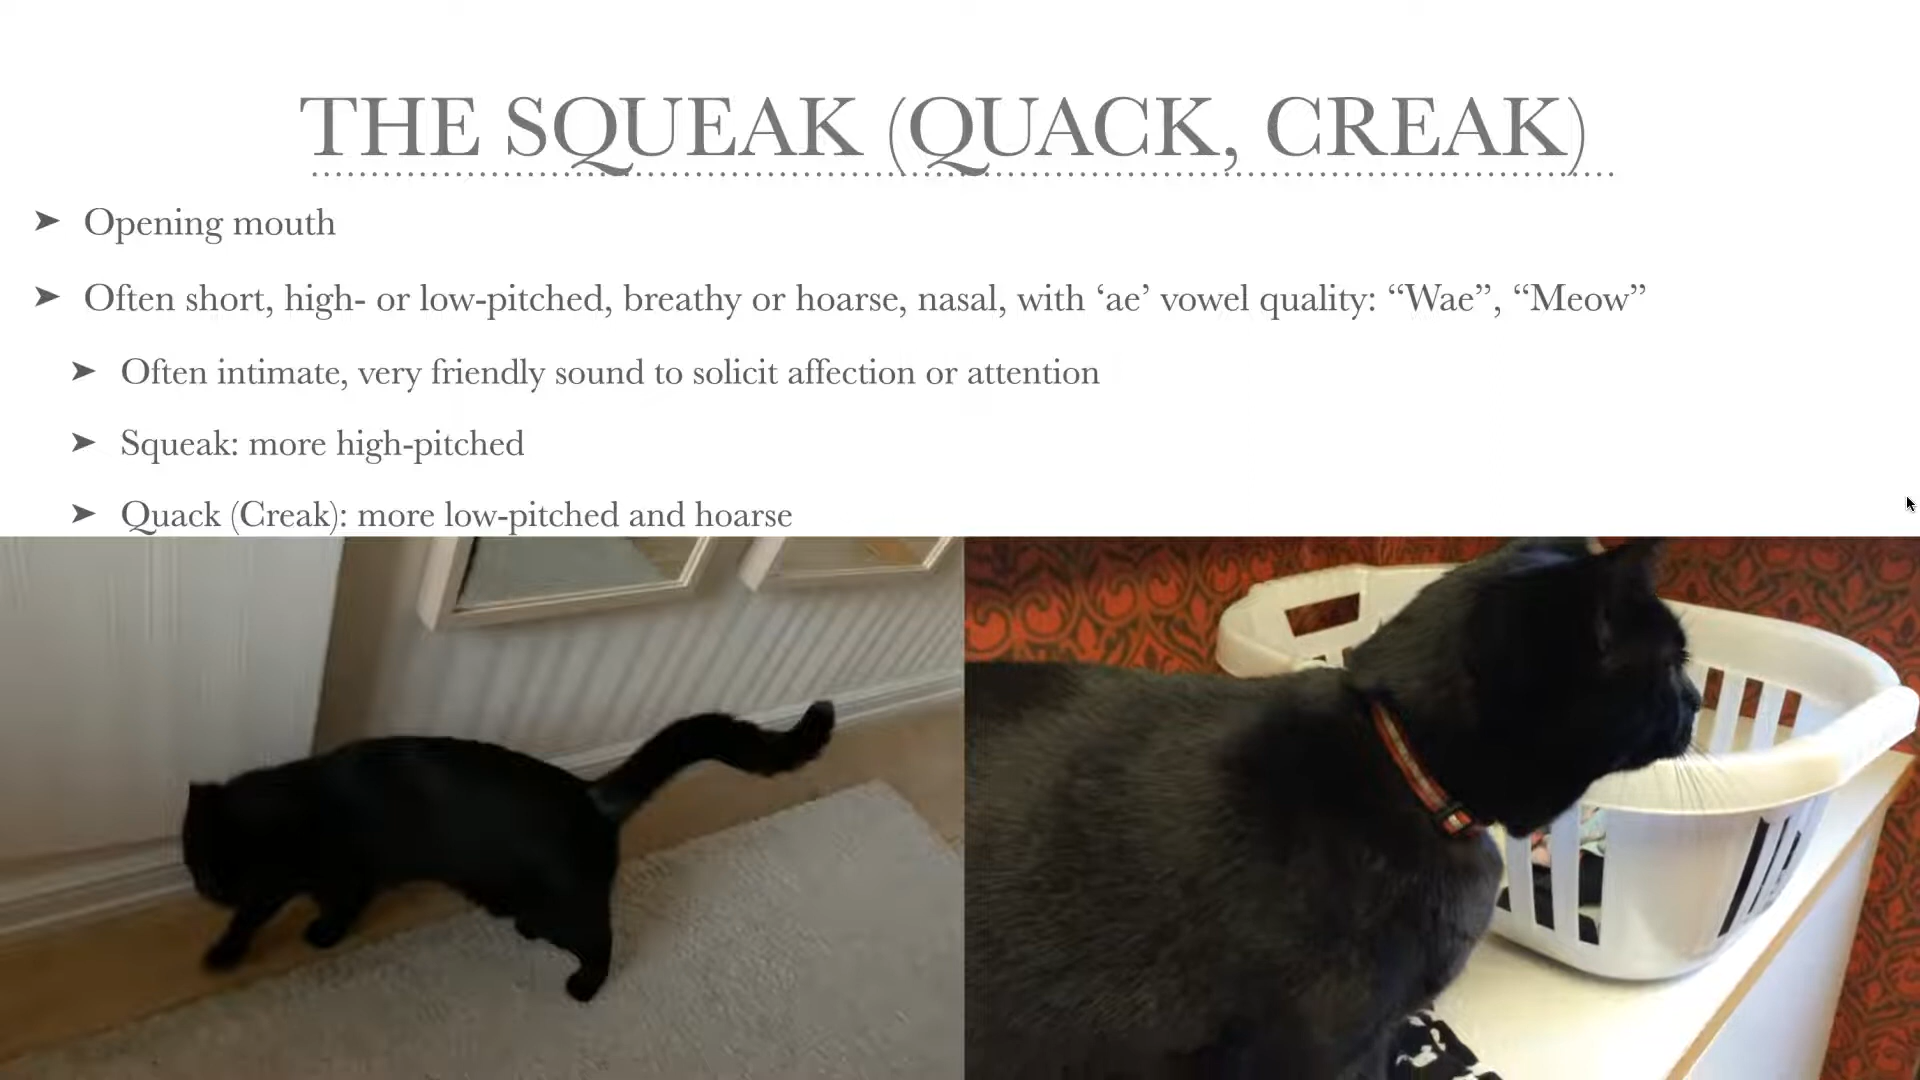 THE SQUEAK (QUACK, CREAK)
➤ Opening mouth
➤ Often short, high- or low-pitched, breathy or hoarse, nasal, with ‘ae’ vowel quality: “Wae”, “Meow”
➤ Often intimate, very friendly sound to solicit affection or attention
➤ Squeak: more high-pitched
➤ Quack (Creak): more low-pitched and hoarse